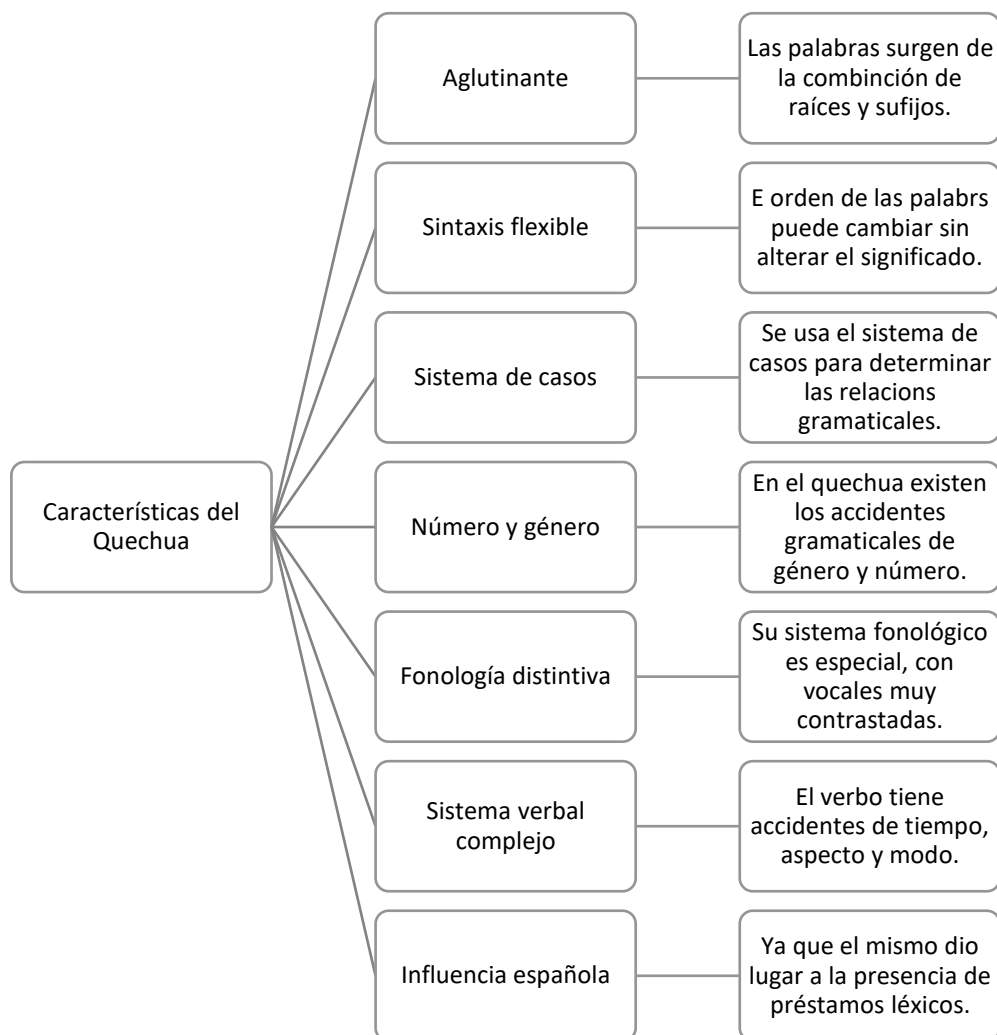 Aglutinante
Las palabras surgen de
la combinción de
raíces y sufijos.
Sintaxis flexible
E orden de las palabrs
puede cambiar sin
alterar el significado.
Sistema de casos
Se usa el sistema de
casos para determinar
las relacions
gramaticales.
Características del
Quechua
Número y género
En el quechua existen
los accidentes
gramaticales de
género y número.
Fonología distintiva
Su sistema fonológico
es especial, con
vocales muy
contrastadas.
Sistema verbal
complejo
El verbo tiene
accidentes de tiempo,
aspecto y modo.
Influencia española
Ya que el mismo dio
lugar a la presencia de
préstamos léxicos.